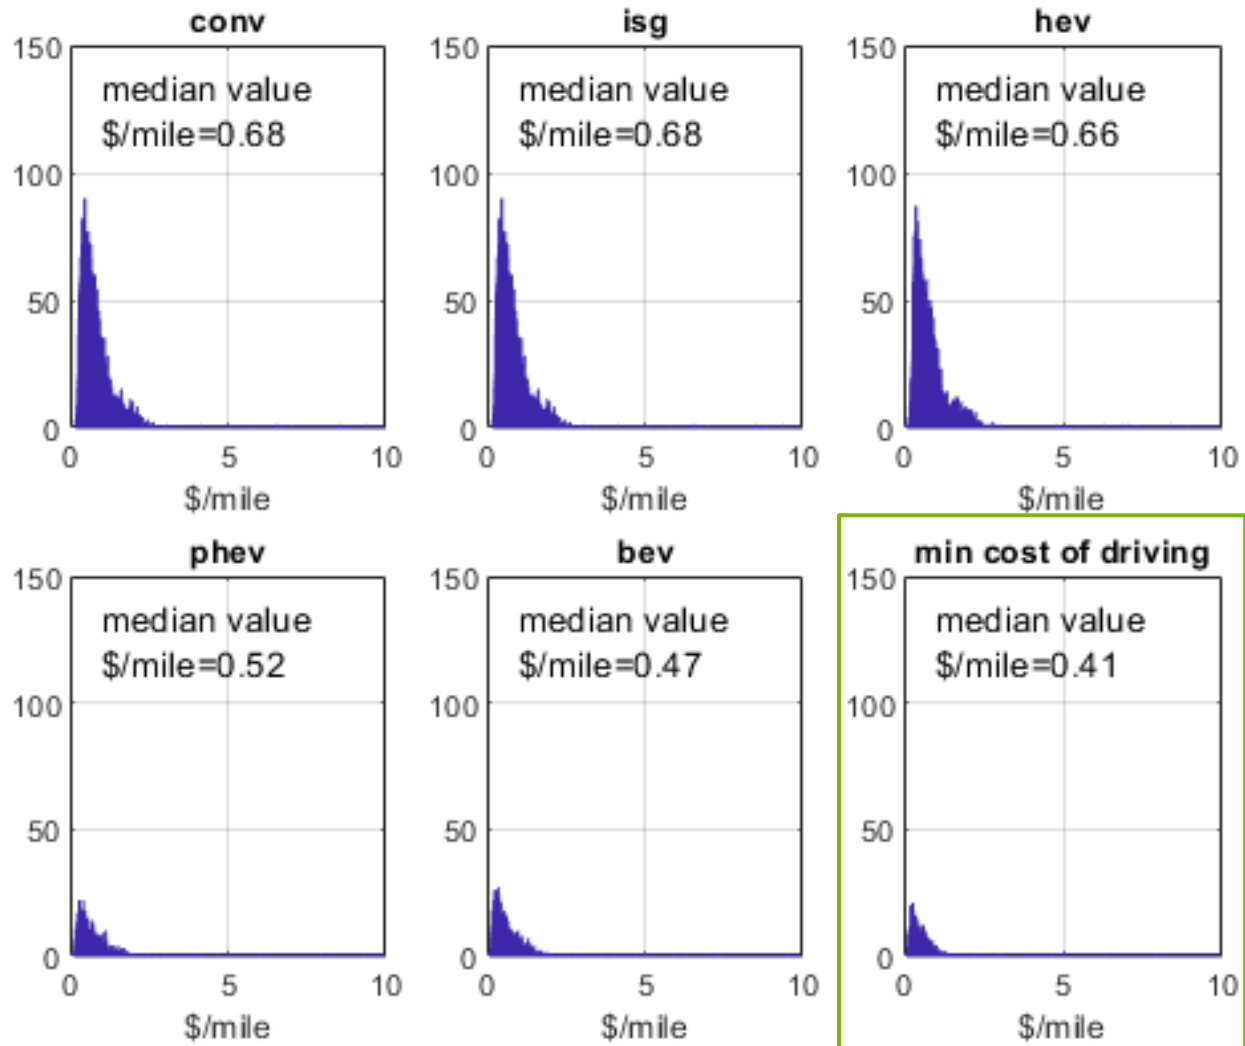 conv
150
median value
$/mile=0.68
100
50
0
0 5 10
$/mile
isg
150
median value
$/mile=0.68
100
50
0
0 5 10
$/mile
hev
150
median value
$/mile=0.66
100
50
0
0 5 10
$/mile
phev
150
median value
$/mile=0.52
100
50
0
0 5 10
$/mile
bev
150
median value
$/mile=0.47
100
50
0
0 5 10
$/mile
min cost of driving
150
median value
$/mile=0.41
100
50
0
0 5 10
$/mile